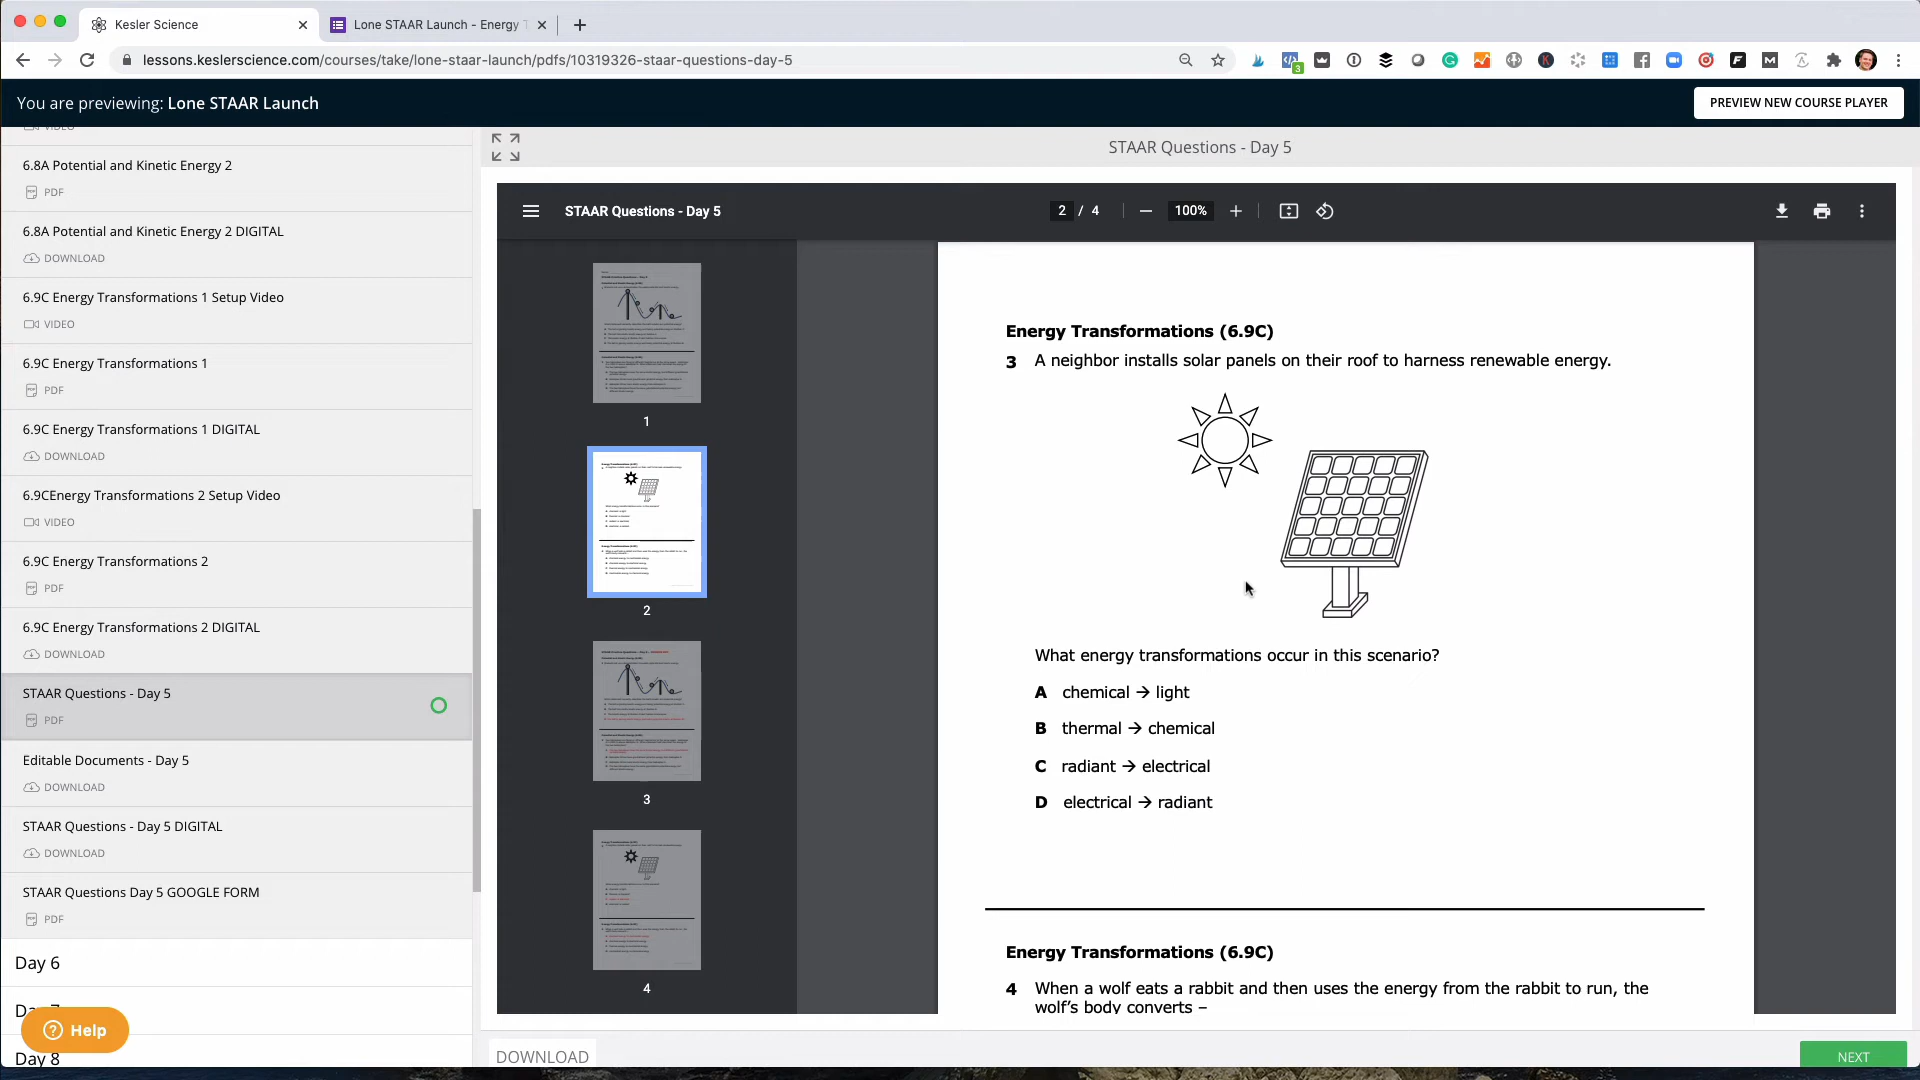 Kesler Science
Lone STAAR Launch - Energy T
lessons.keslerscience.com/courses/take/lone-staar-launch/pdfs/10319326-staar-questions-day-5
3
You are previewing: Lone STAAR Launch
PREVIEW NEW COURSE PLAYER
VIDEO
6.8A Potential and Kinetic Energy 2
PDF
6.8A Potential and Kinetic Energy 2 DIGITAL
DOWNLOAD
6.9C Energy Transformations 1 Setup Video
VIDEO
6.9C Energy Transformations 1
PDF
6.9C Energy Transformations 1 DIGITAL
DOWNLOAD
6.9CEnergy Transformations 2 Setup Video
VIDEO
6.9C Energy Transformations 2
PDF
6.9C Energy Transformations 2 DIGITAL
DOWNLOAD
STAAR Questions - Day 5
PDF
Editable Documents - Day 5
DOWNLOAD
STAAR Questions - Day 5 DIGITAL
DOWNLOAD
STAAR Questions Day 5 GOOGLE FORM
PDF
Day 6
Day 7
Help
Day 8
STAAR Questions - Day 5
STAAR Questions - Day 5
2 / 4
100%
1
2
3
4
Energy Transformations (6.9C)
3 A neighbor installs solar panels on their roof to harness renewable energy.
What energy transformations occur in this scenario?
A chemical → light
B thermal → chemical
C radiant → electrical
D electrical → radiant
Energy Transformations (6.9C)
4 When a wolf eats a rabbit and then uses the energy from the rabbit to run, the
wolf's body converts –
DOWNLOAD
NEXT